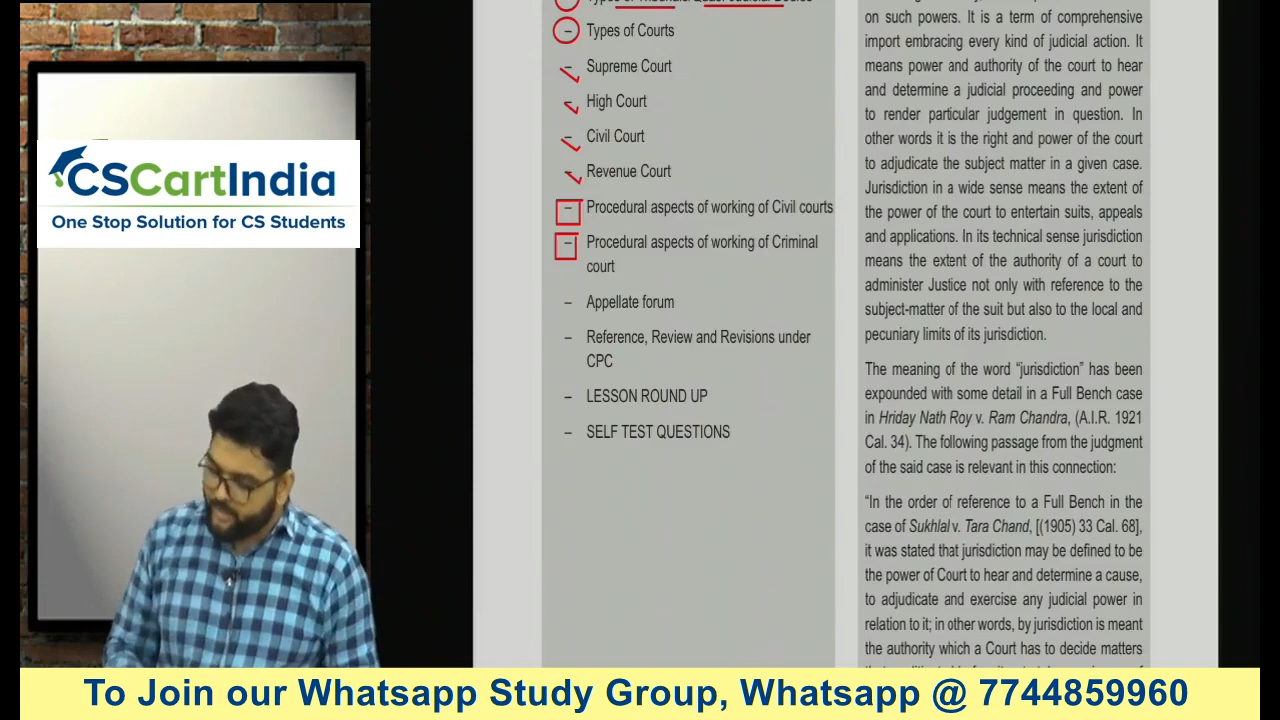 CSCartIndia
One Stop Solution for CS Students
– Types of Courts
– Supreme Court
– High Court
– Civil Court
– Revenue Court
– Procedural aspects of working of Civil courts
– Procedural aspects of working of Criminal
court
– Appellate forum
– Reference, Review and Revisions under
CPC
– LESSON ROUND UP
– SELF TEST QUESTIONS
on such powers. It is a term of comprehensive
import embracing every kind of judicial action. It
means power and authority of the court to hear
and determine a judicial proceeding and power
to render particular judgement in question. In
other words it is the right and power of the court
to adjudicate the subject matter in a given case.
Jurisdiction in a wide sense means the extent of
the power of the court to entertain suits, appeals
and applications. In its technical sense jurisdiction
means the extent of the authority of a court to
administer Justice not only with reference to the
subject-matter of the suit but also to the local and
pecuniary limits of its jurisdiction.
The meaning of the word “jurisdiction” has been
expounded with some detail in a Full Bench case
in Hriday Nath Roy v. Ram Chandra, (A.I.R. 1921
Cal. 34). The following passage from the judgment
of the said case is relevant in this connection:
“In the order of reference to a Full Bench in the
case of Sukhlal v. Tara Chand, [(1905) 33 Cal. 68],
it was stated that jurisdiction may be defined to be
the power of Court to hear and determine a cause,
to adjudicate and exercise any judicial power in
relation to it; in other words, by jurisdiction is meant
the authority which a Court has to decide matters
To Join our Whatsapp Study Group, Whatsapp @ 7744859960